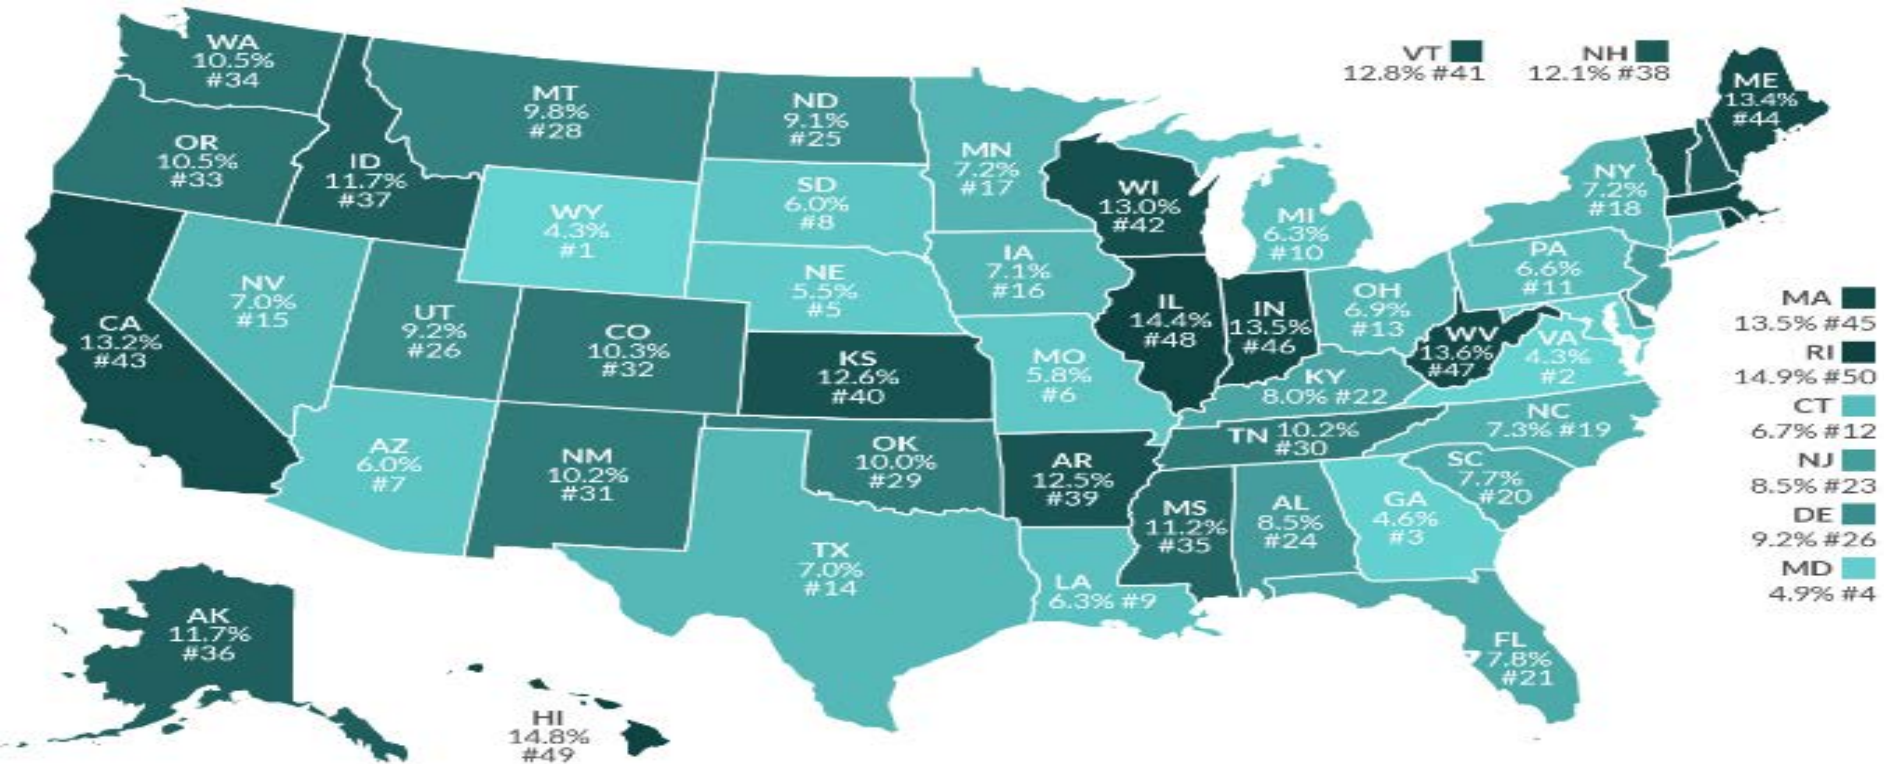 WA
10.5%
#34
OR
10.5%
#33
CA
13.2%
#43
ID
11.7%
#37
NV
7.0%
#15
MT
9.8%
#28
WY
4.3%
#1
UT
9.2%
#26
CO
10.3%
#32
AZ
6.0%
#7
NM
10.2%
#31
ND
9.1%
#25
SD
6.0%
#8
NE
5.5%
#5
KS
12.6%
#40
OK
10.0%
#29
TX
7.0%
#14
MN
7.2%
#17
IA
7.1%
#16
MO
5.8%
#6
AR
12.5%
#39
LA
6.3% #9
WI
13.0%
#42
IL
14.4%
#48
MI
6.3%
#10
IN
13.5%
#46
OH
6.9%
#13
KY
8.0% #22
TN 10.2%
#30
MS
11.2%
#35
AL
8.5%
#24
GA
4.6%
#3
FL
7.8%
#21
SC
7.7%
#20
NC
7.3% #19
VA
4.3%
#2
WV
13.6%
#47
PA
6.6%
#11
NY
7.2%
#18
ME
13.4%
#44
VT
12.8% #41
NH
12.1% #38
MA
13.5% #45
RI
14.9% #50
CT
6.7% #12
NJ
8.5% #23
DE
9.2% #26
MD
4.9% #4
AK
11.7%
#36
HI
14.8%
#49